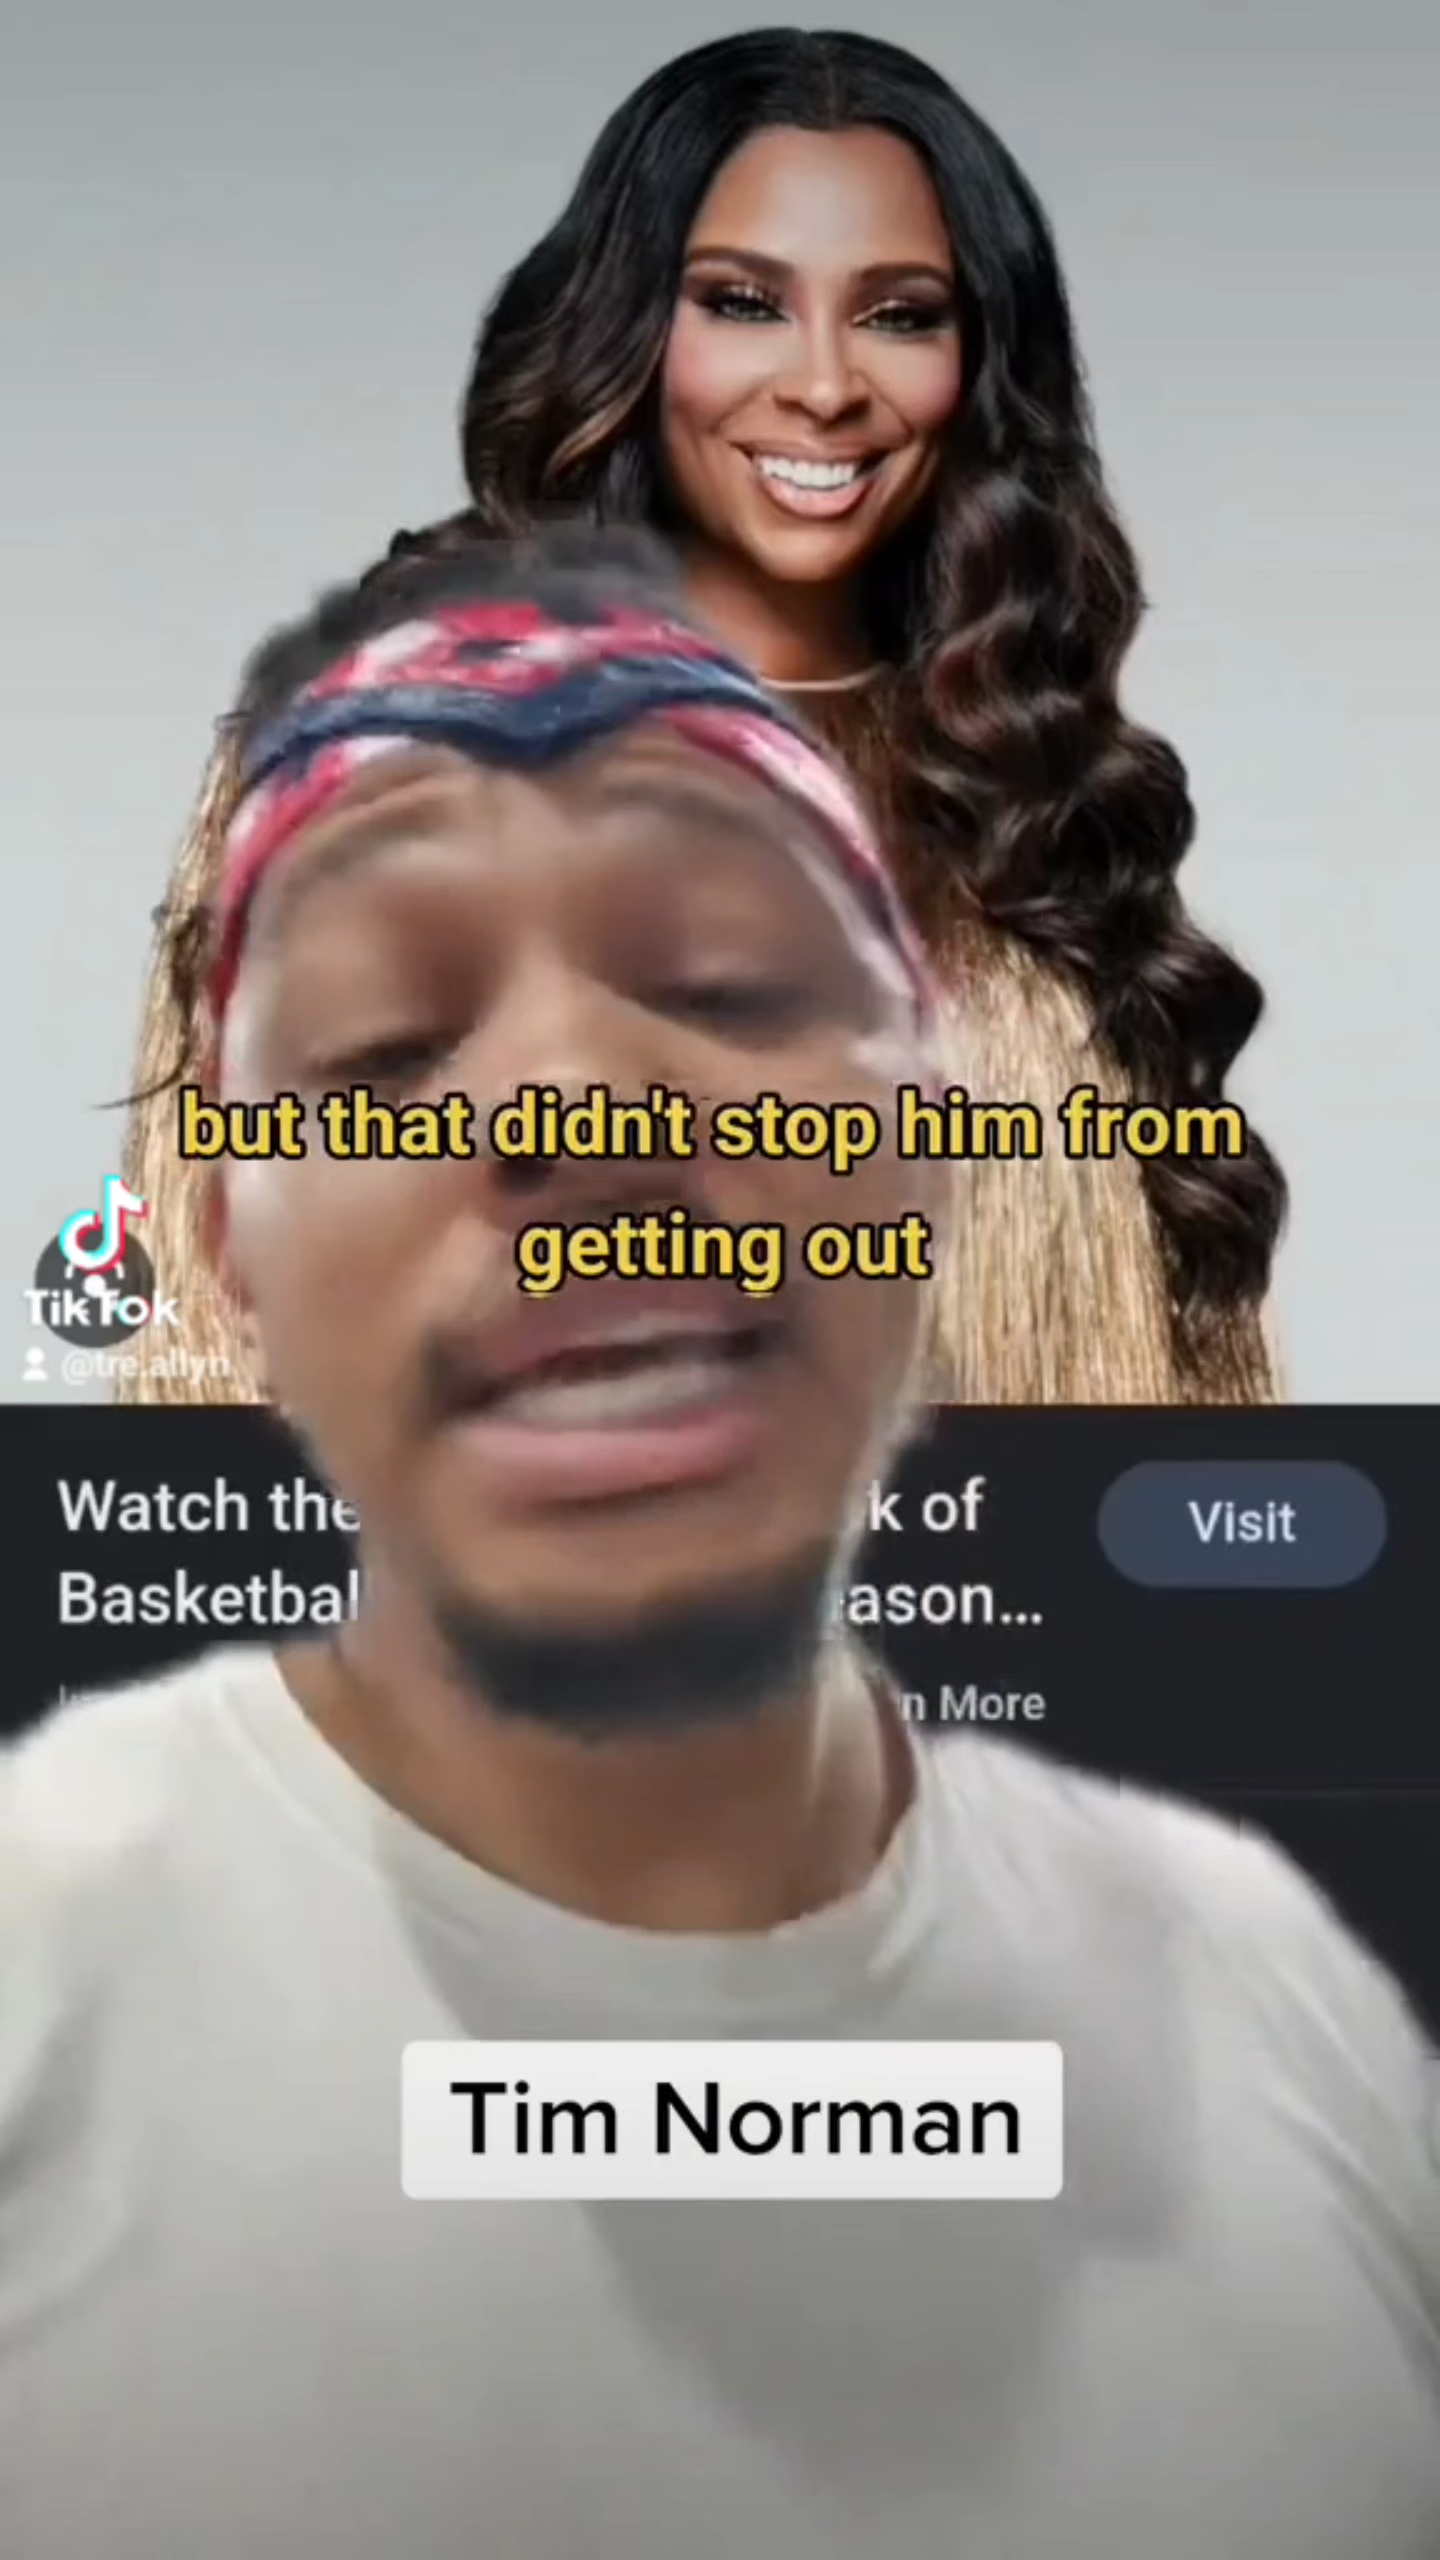 but that didn't stop him from
getting out
TikTok
@tre.allyn
Watch the k of
Visit
Basketbal ason...
n More
Tim Norman